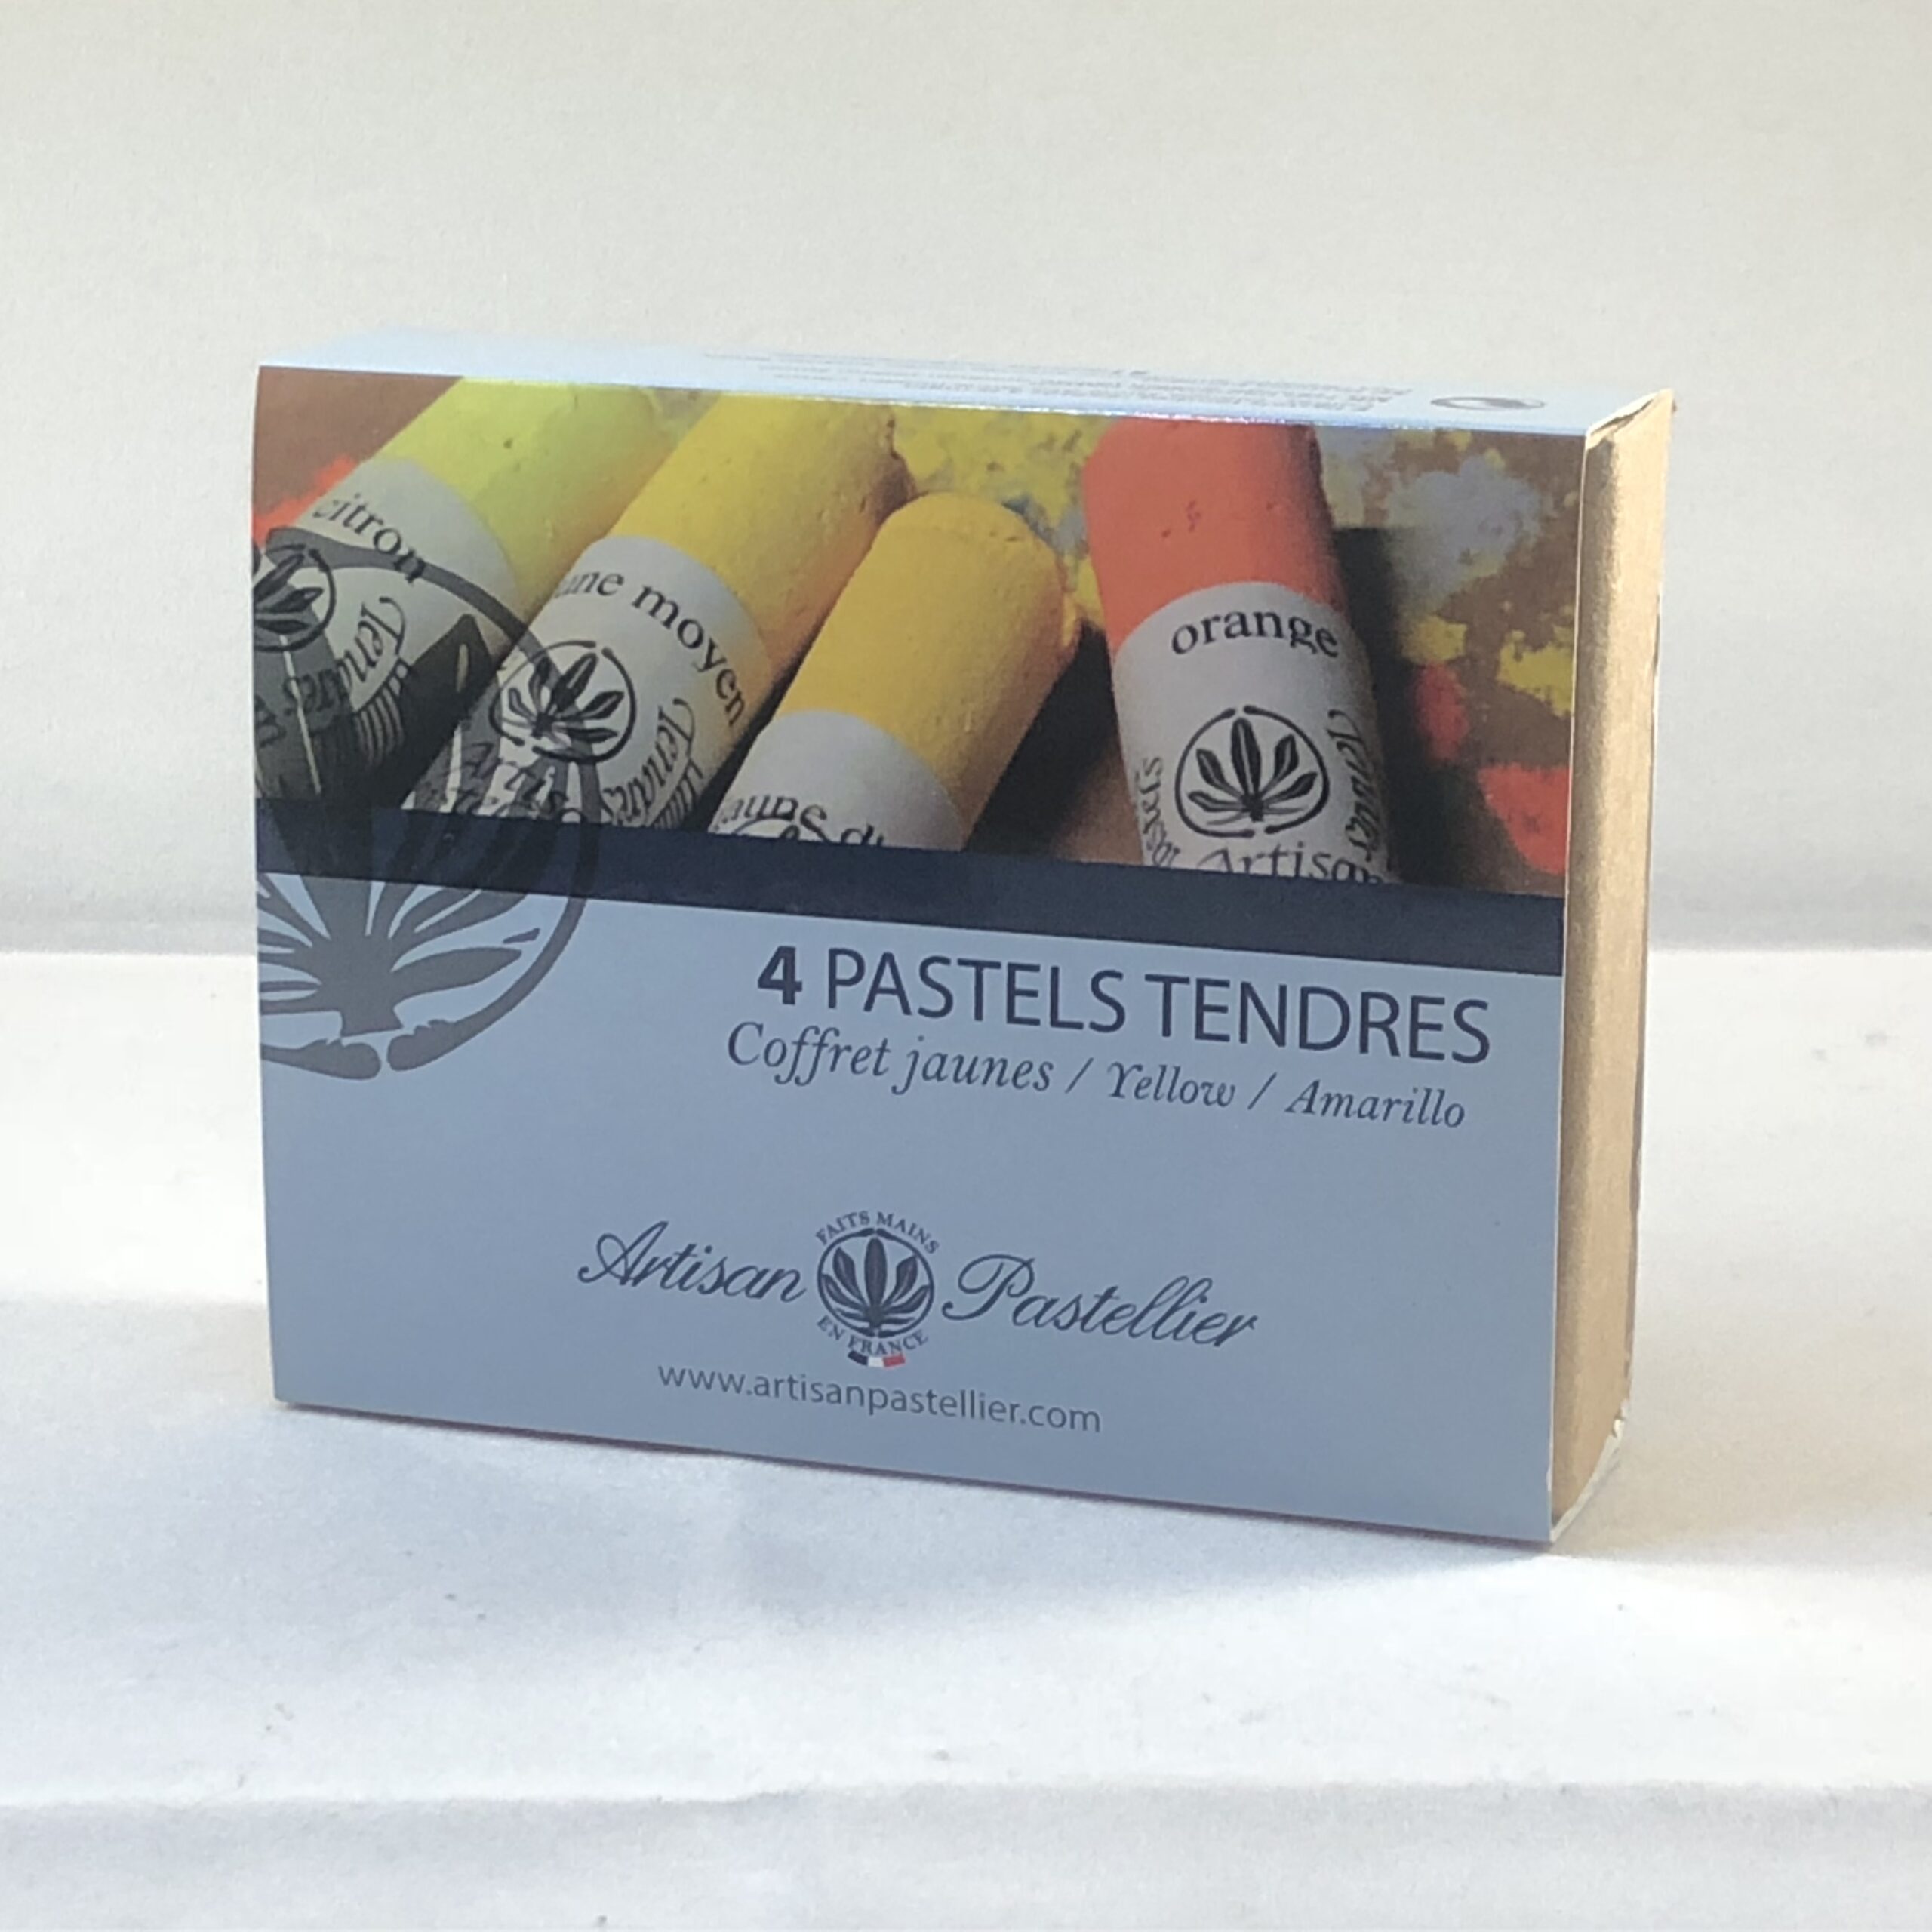 citron
Tendres
moyen
orange
Artisan
4 PASTELS TENDRES
Coffret jaunes / Yellow / Amarillo
FAITS MAINS
Artisan Pastellier
EN FRANCE
www.artisanpastellier.com